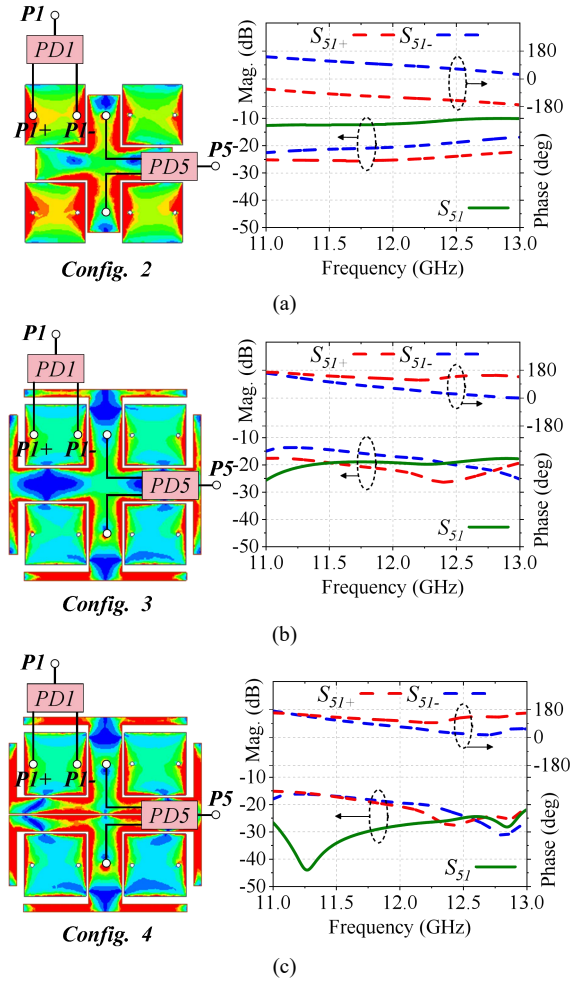 P1
PD1
P1+ P1-
PD5
P5
Config. 2
S51+ S51-
Mag. (dB)
-10
-20
-30
-40
-50
180
0
-180
Phase (deg)
S51
11.0 11.5 12.0 12.5 13.0
Frequency (GHz)
(a)
P1
PD1
P1+ P1-
PD5
P5
Config. 3
S51+ S51-
Mag. (dB)
-10
-20
-30
-40
-50
180
0
-180
Phase (deg)
S51
11.0 11.5 12.0 12.5 13.0
Frequency (GHz)
(b)
P1
PD1
P1+ P1-
PD5
P5
Config. 4
S51+ S51-
Mag. (dB)
-10
-20
-30
-40
-50
180
0
-180
Phase (deg)
S51
11.0 11.5 12.0 12.5 13.0
Frequency (GHz)
(c)